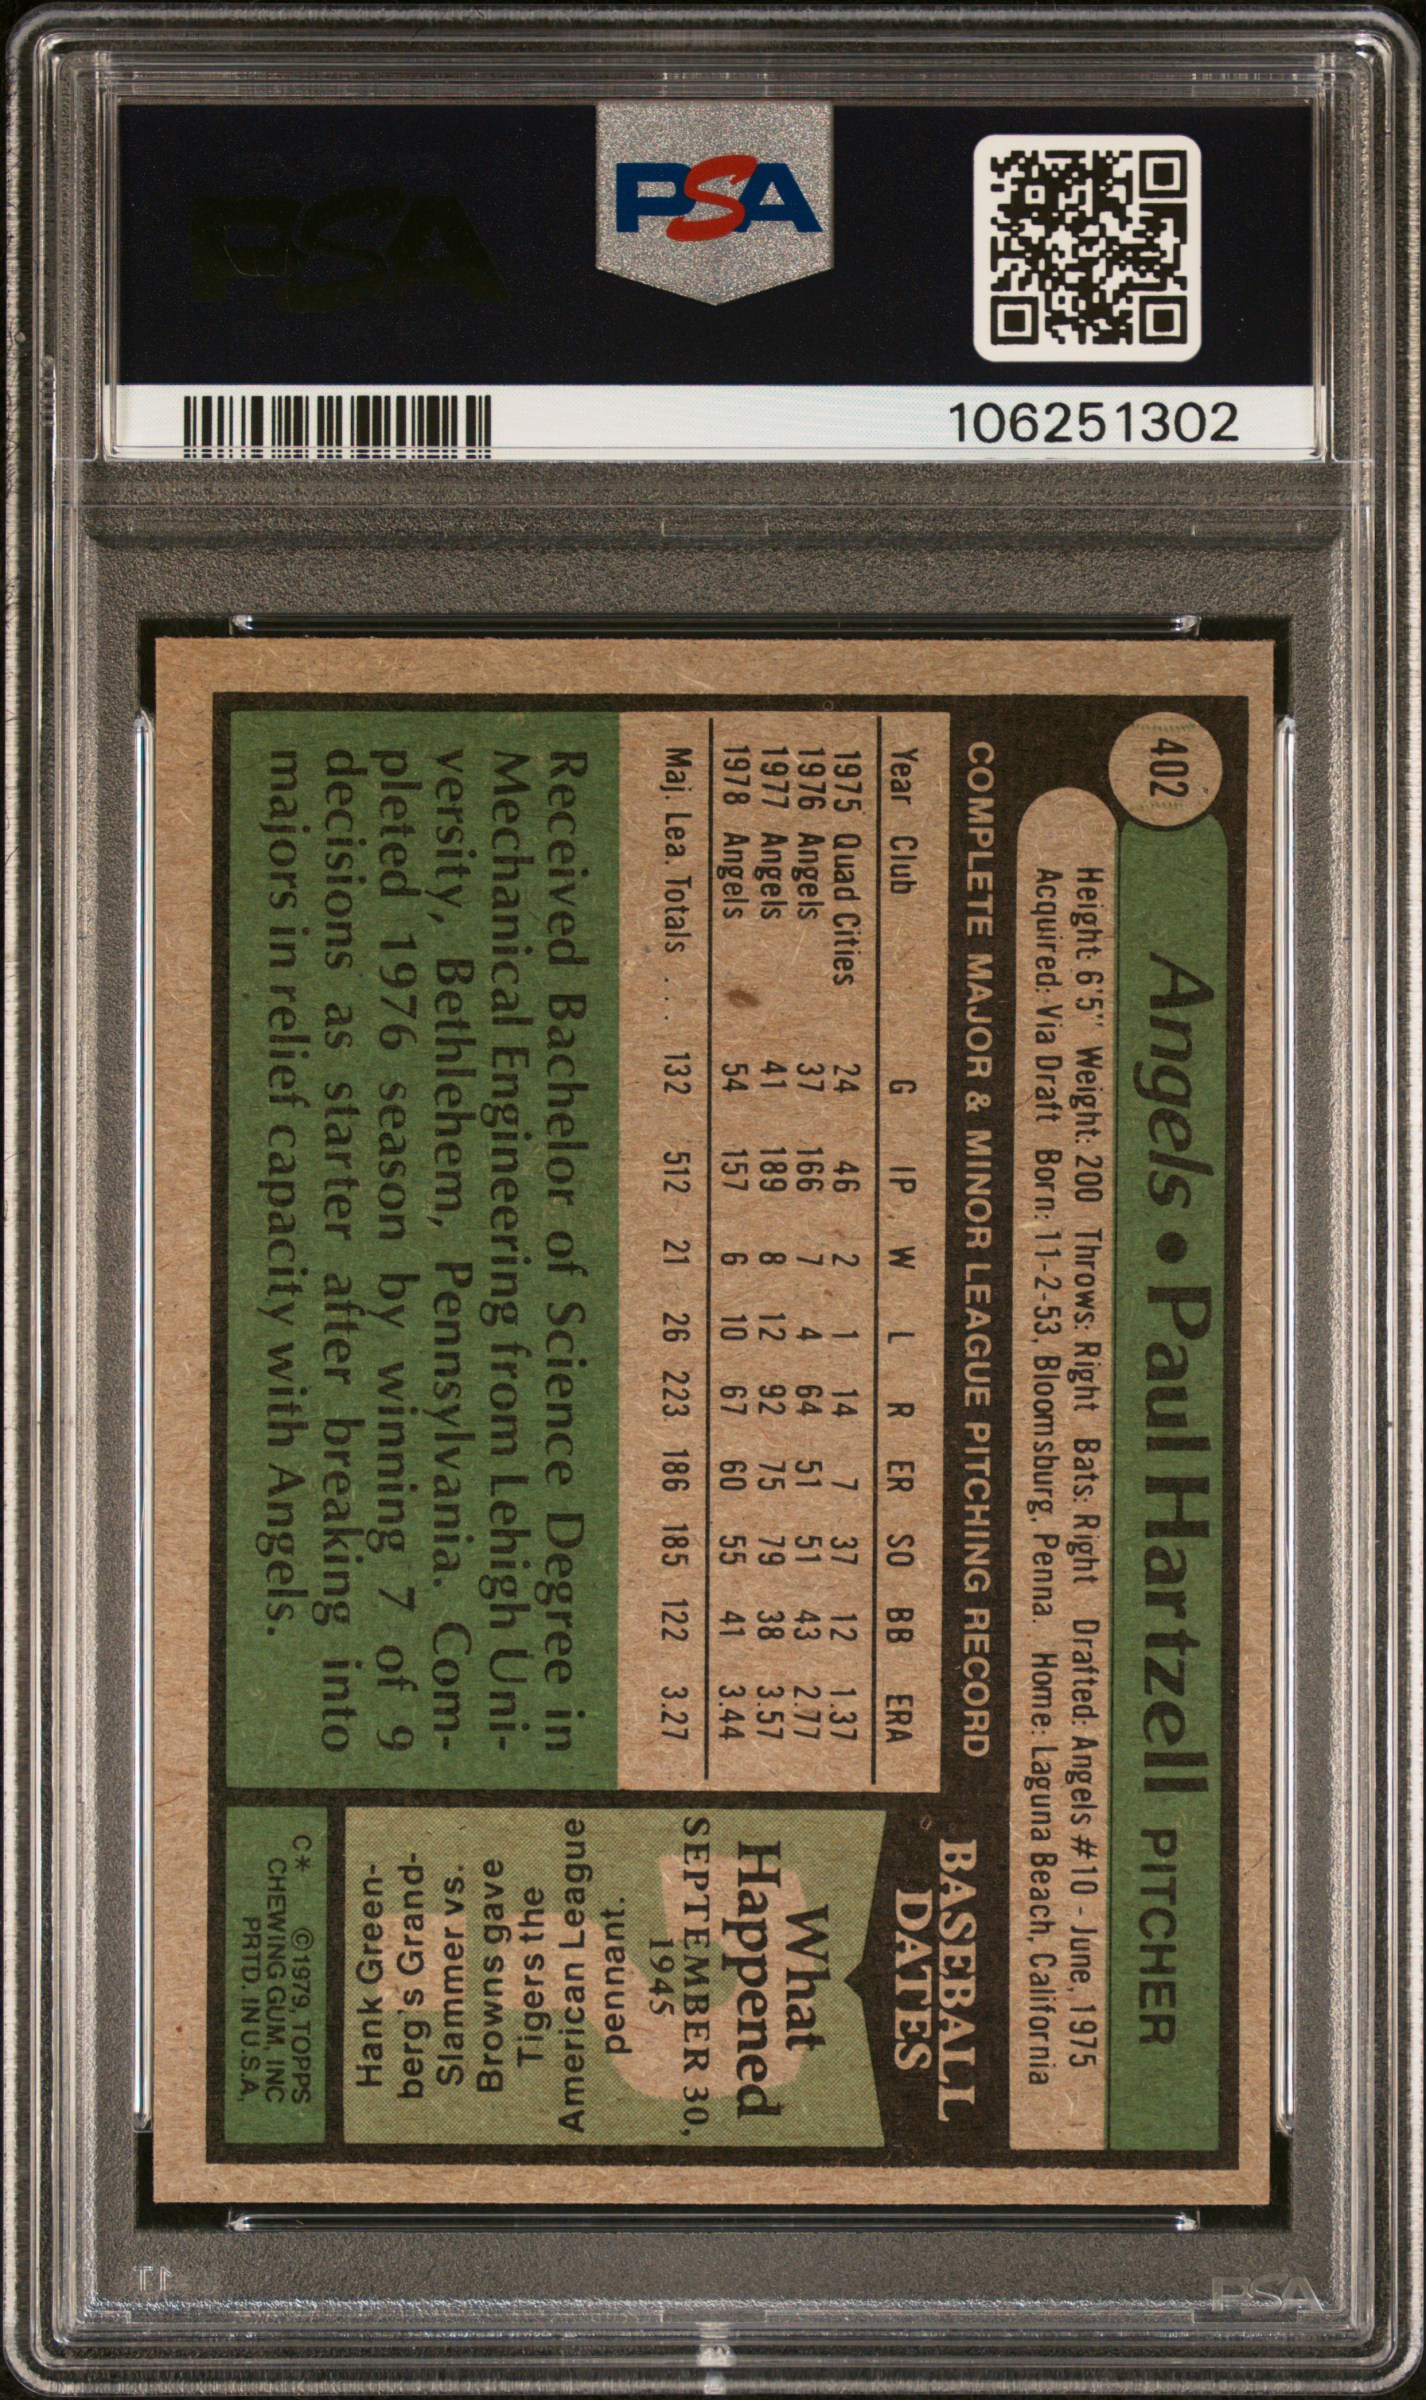 PSA
PSA
106251302
402
Angels • Paul Hartzell PITCHER
Height: 6'5" Weight: 200 Throws: Right Bats: Right Drafted: Angels #10 - June, 1975
Acquired: Via Draft Born: 11-2-53, Bloomsburg, Penna. Home: Laguna Beach, California
COMPLETE MAJOR & MINOR LEAGUE PITCHING RECORD
Year Club G IP W L R ER SO BB ERA
1975 Quad Cities 24 46 2 1 14 7 37 12 1.37
1976 Angels 37 166 7 4 64 51 51 43 2.77
1977 Angels 41 189 8 12 92 75 79 38 3.57
1978 Angels 54 157 6 10 67 60 55 41 3.44
Maj. Lea. Totals . . . 132 512 21 26 223 186 185 122 3.27
Received Bachelor of Science Degree in
Mechanical Engineering from Lehigh Uni-
versity, Bethlehem, Pennsylvania. Com-
pleted 1976 season by winning 7 of 9
decisions as starter after breaking into
majors in relief capacity with Angels.
BASEBALL
DATES
What
Happened
SEPTEMBER 30,
1945
pennant.
American League
Tigers the
Browns gave
Slammer vs.
berg's Grand-
Hank Green-
C* ©1979, TOPPS
CHEWING GUM, INC
PRTD. IN U.S.A.
PSA